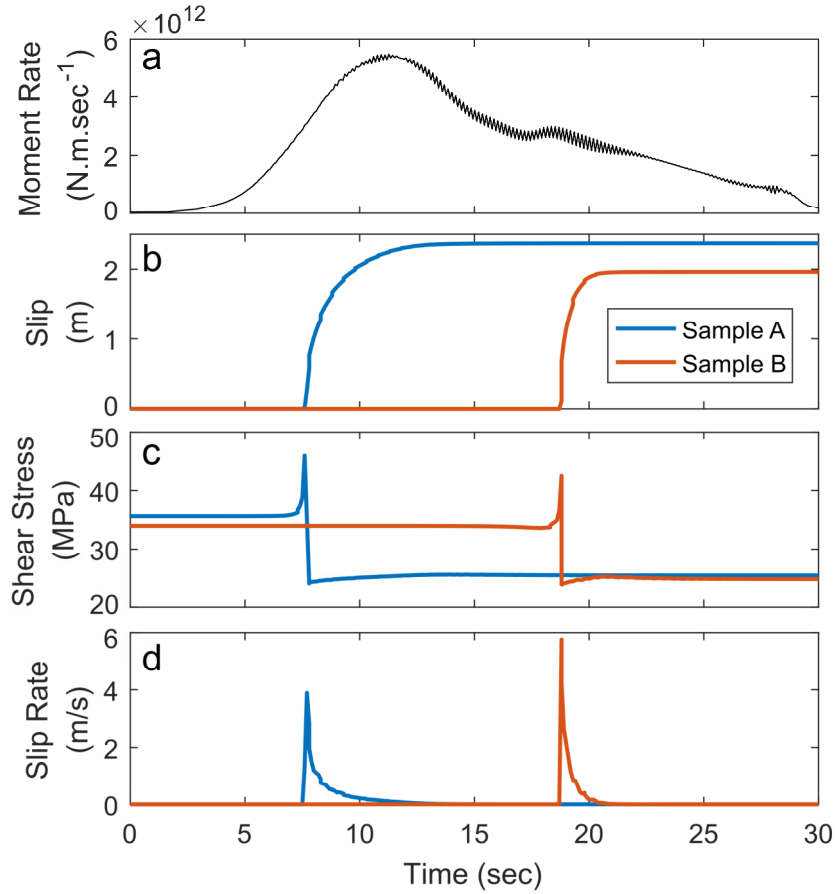 ×10¹²
a
6
4
2
0
Moment Rate
(N.m.sec⁻¹)
b
2
1
0
Slip
(m)
Sample A
Sample B
c
50
40
30
20
Shear Stress
(MPa)
d
6
4
2
0
Slip Rate
(m/s)
0 5 10 15 20 25 30
Time (sec)